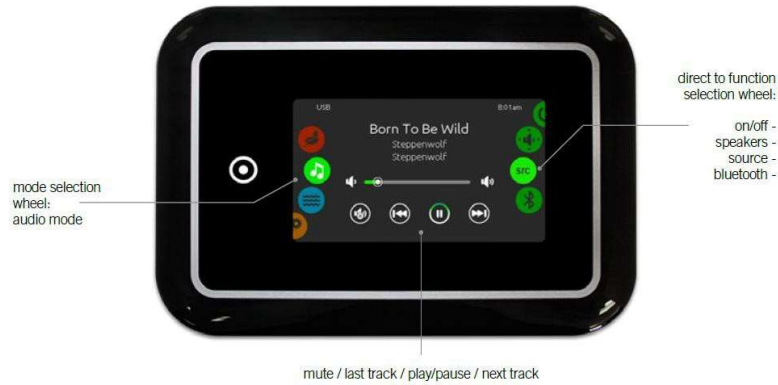 direct to function
selection wheel:
on/off -
speakers -
source -
bluetooth -
USB
8:01am
Born To Be Wild
Steppenwolf
Steppenwolf
src
mode selection
wheel:
audio mode
mute / last track / play/pause / next track